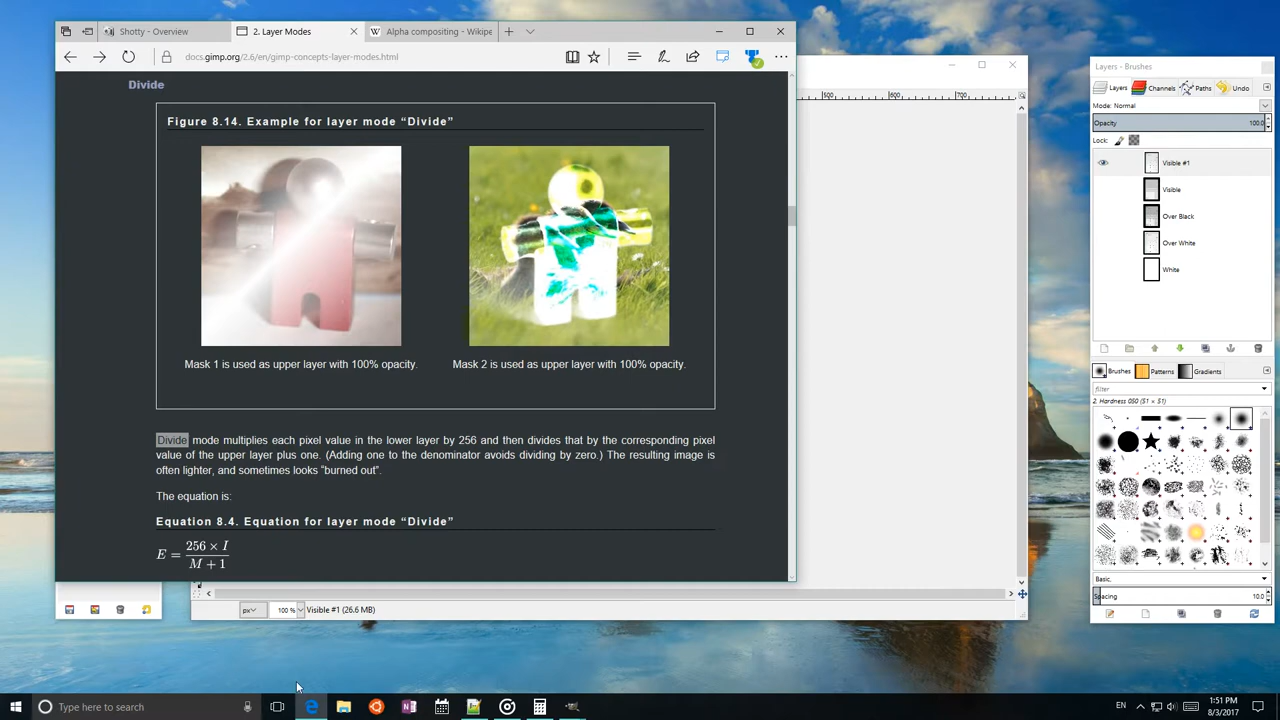 Shotty - Overview
2. Layer Modes
Alpha compositing - Wikipe
docs.gimp.org/2.6/en/gimp-concepts-layer-modes.html
Divide
Figure 8.14. Example for layer mode “Divide”
Mask 1 is used as upper layer with 100% opacity.
Mask 2 is used as upper layer with 100% opacity.
Divide mode multiplies each pixel value in the lower layer by 256 and then divides that by the corresponding pixel
value of the upper layer plus one. (Adding one to the denominator avoids dividing by zero.) The resulting image is
often lighter, and sometimes looks “burned out”.
The equation is:
Equation 8.4. Equation for layer mode “Divide”
E = 256 × I / M + 1
500 600 700
px 100 % Visible #1 (26.6 MB)
Layers - Brushes
Layers Channels Paths Undo
Mode: Normal
Opacity 100.0
Lock:
Visible #1
Visible
Over Black
Over White
White
Brushes Patterns Gradients
filter
2. Hardness 050 (51 × 51)
Basic,
Spacing 10.0
Type here to search
EN
1:51 PM
8/3/2017